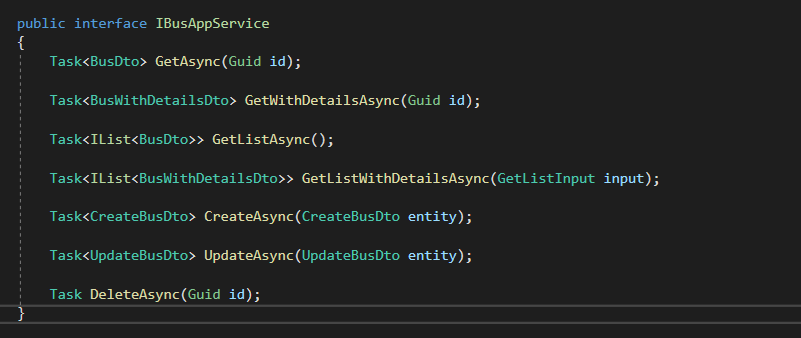 public interface IBusAppService
{
Task<BusDto> GetAsync(Guid id);
Task<BusWithDetailsDto> GetWithDetailsAsync(Guid id);
Task<IList<BusDto>> GetListAsync();
Task<IList<BusWithDetailsDto>> GetListWithDetailsAsync(GetListInput input);
Task<CreateBusDto> CreateAsync(CreateBusDto entity);
Task<UpdateBusDto> UpdateAsync(UpdateBusDto entity);
Task DeleteAsync(Guid id);
}